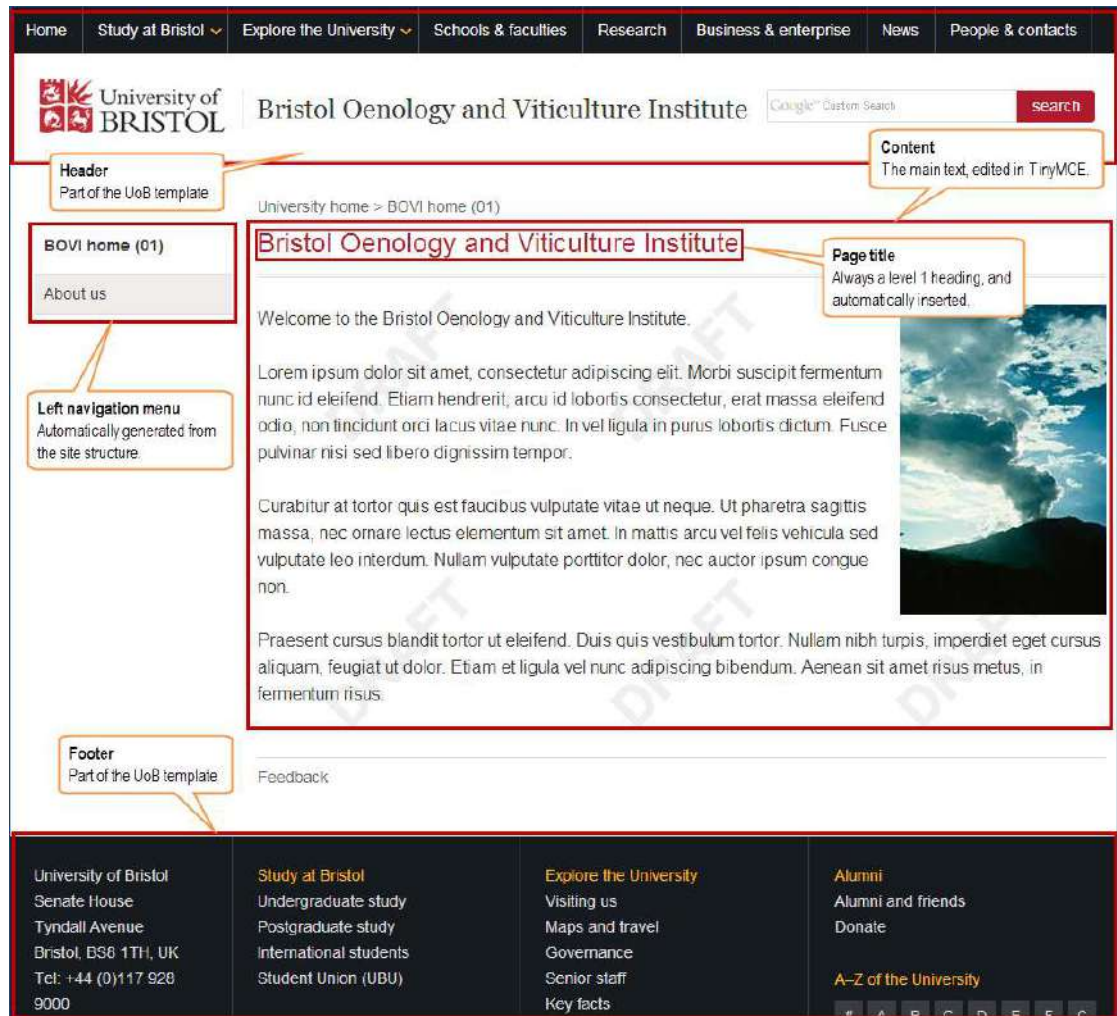 Home Study at Bristol Explore the University Schools & faculties Research Business & enterprise News People & contacts
University of
BRISTOL
Bristol Oenology and Viticulture Institute
Google™ Custom Search
search
Header
Part of the UoB template
Content
The main text, edited in TinyMCE.
University home > BOVI home (01)
BOVI home (01)
About us
Bristol Oenology and Viticulture Institute
Page title
Always a level 1 heading, and
automatically inserted.
Left navigation menu
Automatically generated from
the site structure.
Welcome to the Bristol Oenology and Viticulture Institute.
Lorem ipsum dolor sit amet, consectetur adipiscing elit. Morbi suscipit fermentum
nunc id eleifend. Etiam hendrerit, arcu id lobortis consectetur, erat massa eleifend
odio, non tincidunt orci lacus vitae nunc. In vel ligula in purus lobortis dictum. Fusce
pulvinar nisi sed libero dignissim tempor.
Curabitur at tortor quis est faucibus vulputate vitae ut neque. Ut pharetra sagittis
massa, nec ornare lectus elementum sit amet. In mattis arcu vel felis vehicula sed
vulputate leo interdum. Nullam vulputate porttitor dolor, nec auctor ipsum congue
non.
Praesent cursus blandit tortor ut eleifend. Duis quis vestibulum tortor. Nullam nibh turpis, imperdiet eget cursus
aliquam, feugiat ut dolor. Etiam et ligula vel nunc adipiscing bibendum. Aenean sit amet risus metus, in
fermentum risus.
DRAFT
DRAFT
DRAFT
DRAFT
DRAFT
Footer
Part of the UoB template
Feedback
University of Bristol
Senate House
Tyndall Avenue
Bristol, BS8 1TH, UK
Tel: +44 (0)117 928
9000
Study at Bristol
Undergraduate study
Postgraduate study
International students
Student Union (UBU)
Explore the University
Visiting us
Maps and travel
Governance
Senior staff
Key facts
Alumni
Alumni and friends
Donate
A–Z of the University
# A B C D E F G